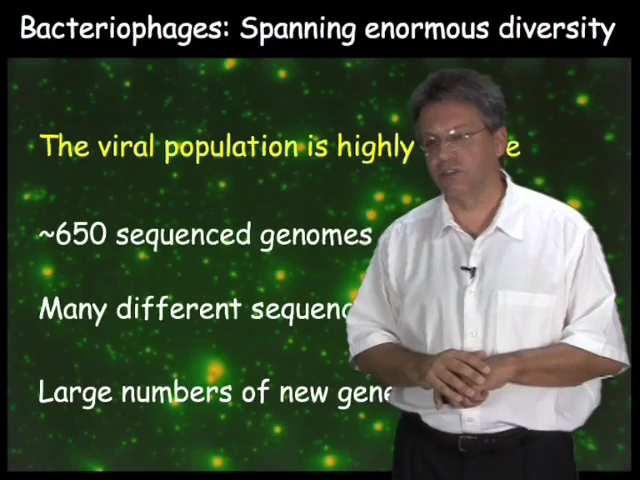 Bacteriophages: Spanning enormous diversity
The viral population is highly
~650 sequenced genomes
Many different
Large numbers of new